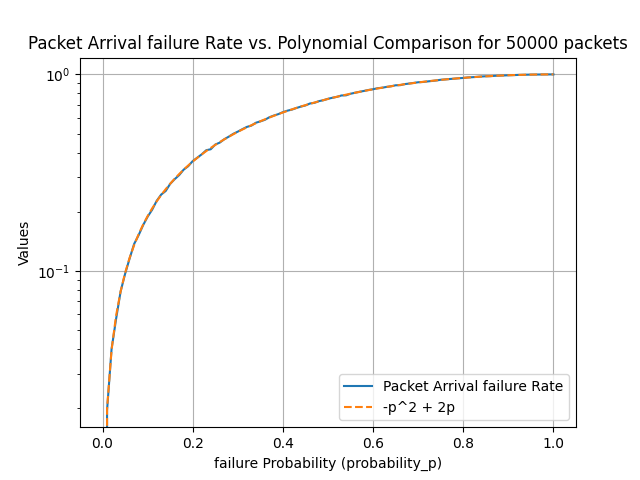 Packet Arrival failure Rate vs. Polynomial Comparison for 50000 packets
10^0
10^-1
Values
0.0 0.2 0.4 0.6 0.8 1.0
failure Probability (probability_p)
Packet Arrival failure Rate
-p^2 + 2p